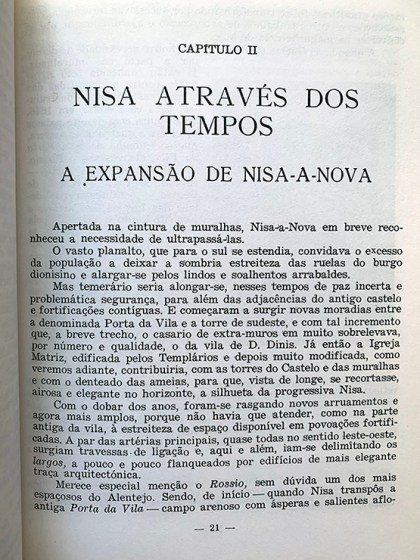 CAPÍTULO II
NISA ATRAVÉS DOS
TEMPOS
A EXPANSÃO DE NISA-A-NOVA
Apertada na cintura de muralhas, Nisa-a-Nova em breve reco-
nheceu a necessidade de ultrapassá-las.
O vasto planalto, que para o sul se estendia, convidava o excesso
da população a deixar a sombria estreiteza das ruelas do burgo
dionisino e alargar-se pelos lindos e soalhentos arrabaldes.
Mas temerário seria alongar-se, nesses tempos de paz incerta e
problemática segurança, para além das adjacências do antigo castelo
e fortificações contíguas. E começaram a surgir novas moradias entre
a denominada Porta da Vila e a torre de sudeste, e com tal incremento
que, a breve trecho, o casario de extra-muros em muito sobrelevava,
por número e qualidade, o da vila de D. Dinis. Já então a Igreja
Matriz, edificada pelos Templários e depois muito modificada, como
veremos adiante, contribuiria, com as torres do Castelo e das muralhas
e com o denteado das ameias, para que, vista de longe, se recortasse,
airosa e elegante no horizonte, a silhueta da progressiva Nisa.
Com o dobar dos anos, foram-se rasgando novos arruamentos e
agora mais amplos, porque não havia que atender, como na parte
antiga da vila, à estreiteza de espaço disponível em povoações fortifi-
cadas. A par das artérias principais, quase todas no sentido leste-oeste,
surgiam travessas de ligação e, aqui e além, iam-se delimitando os
largos, a pouco e pouco flanqueados por edifícios de mais elegante
traça arquitectónica.
Merece especial menção o Rossio, sem dúvida um dos mais
espaçosos do Alentejo. Sendo, de início — quando Nisa transpôs a
antiga Porta da Vila — campo arenoso com ásperas e salientes aflo-
— 21 —